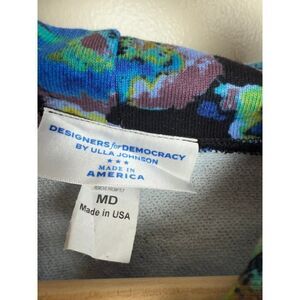 DESIGNERS for DEMOCRACY
BY ULLA JOHNSON
★★★
MADE IN
AMERICA
MD
Made in USA